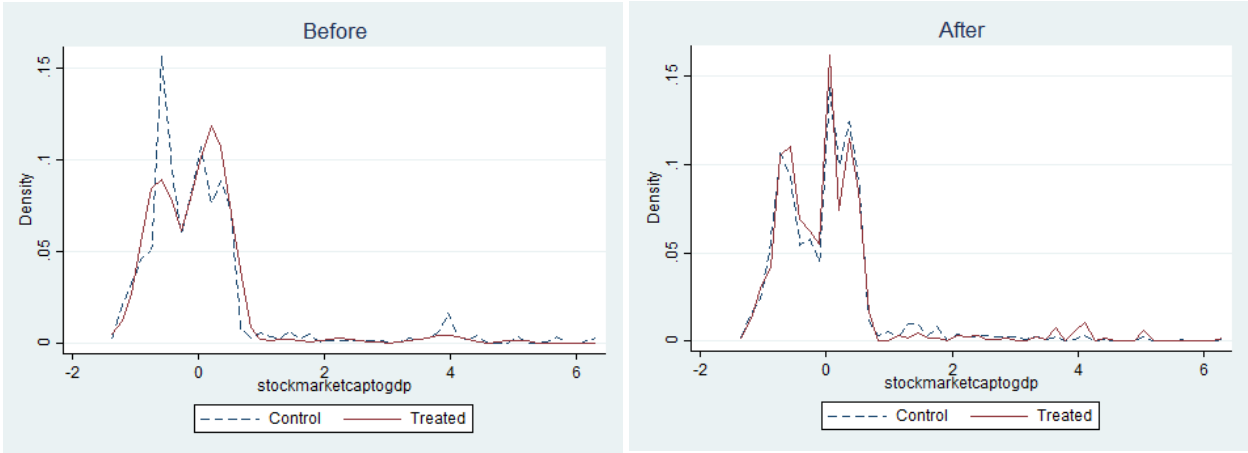 Before
.15
.1
.05
0
Density
-2 0 2 4 6
stockmarketcaptogdp
Control Treated
After
.15
.1
.05
0
Density
-2 0 2 4 6
stockmarketcaptogdp
Control Treated